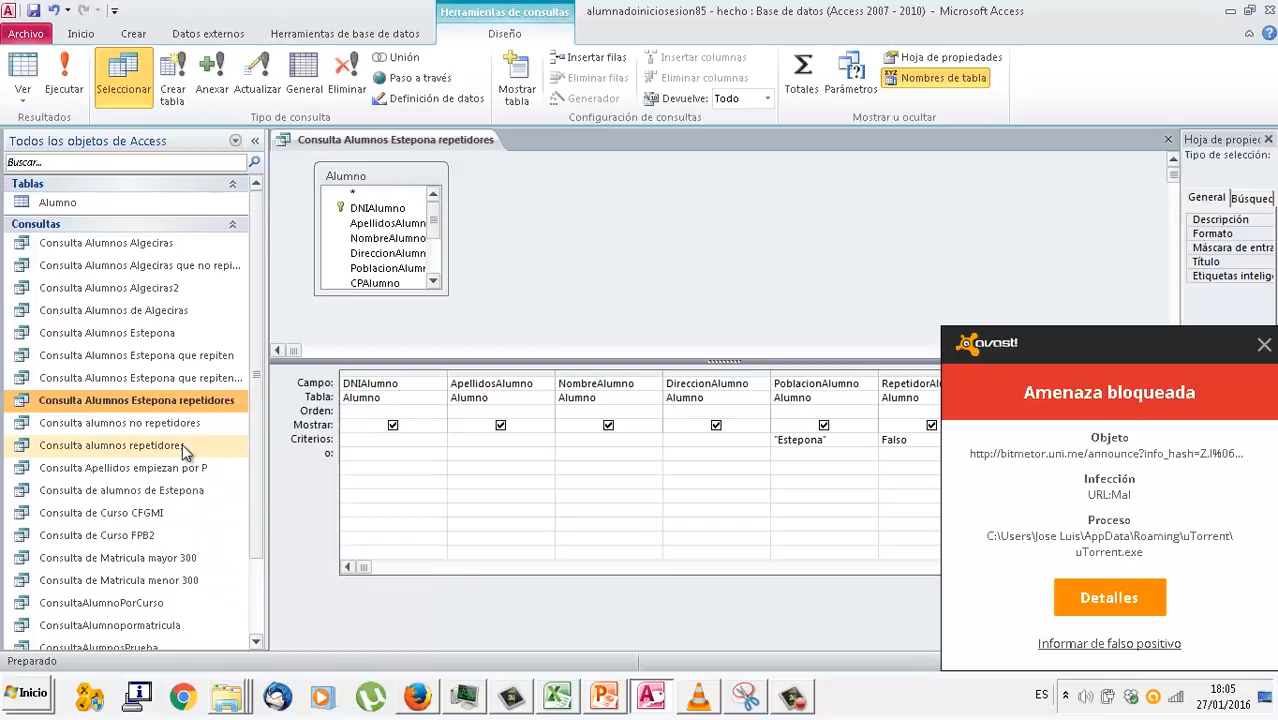 Herramientas de consultas
alumnadoiniciosesion85 - hecho : Base de datos (Access 2007 - 2010) - Microsoft Access
Archivo Inicio Crear Datos externos Herramientas de base de datos Diseño
Ver Ejecutar Seleccionar Crear tabla Anexar Actualizar General Eliminar
Unión
Paso a través
Definición de datos
Mostrar tabla
Insertar filas
Eliminar filas
Generador
Insertar columnas
Eliminar columnas
Devuelve: Todo
Totales Parámetros
Hoja de propiedades
Nombres de tabla
Resultados Tipo de consulta Configuración de consultas Mostrar u ocultar
Todos los objetos de Access
Buscar...
Tablas
Alumno
Consultas
Consulta Alumnos Algeciras
Consulta Alumnos Algeciras que no repi...
Consulta Alumnos Algeciras2
Consulta Alumnos de Algeciras
Consulta Alumnos Estepona
Consulta Alumnos Estepona que repiten
Consulta Alumnos Estepona que repiten...
Consulta Alumnos Estepona repetidores
Consulta alumnos no repetidores
Consulta alumnos repetidores
Consulta Apellidos empiezan por P
Consulta de alumnos de Estepona
Consulta de Curso CFGMI
Consulta de Curso FPB2
Consulta de Matricula mayor 300
Consulta de Matricula menor 300
ConsultaAlumnoPorCurso
ConsultaAlumnopormatricula
ConsultaAlumnosPrueba
Consulta Alumnos Estepona repetidores
Alumno
*
DNIAlumno
ApellidosAlumn
NombreAlumno
DireccionAlumn
PoblacionAlumn
CPAlumno
Campo: DNIAlumno ApellidosAlumno NombreAlumno DireccionAlumno PoblacionAlumno RepetidorAl
Tabla: Alumno Alumno Alumno Alumno Alumno Alumno
Orden:
Mostrar:
Criterios: "Estepona" Falso
o:
Hoja de propie
Tipo de selección:
General Búsqued
Descripción
Formato
Máscara de entra
Título
Etiquetas intelig
avast!
Amenaza bloqueada
Objeto
http://bitmetor.uni.me/announce?info_hash=Z.l%06...
Infección
URL:Mal
Proceso
C:\Users\Jose Luis\AppData\Roaming\uTorrent\
uTorrent.exe
Detalles
Informar de falso positivo
Preparado
Inicio
ES
18:05
27/01/2016